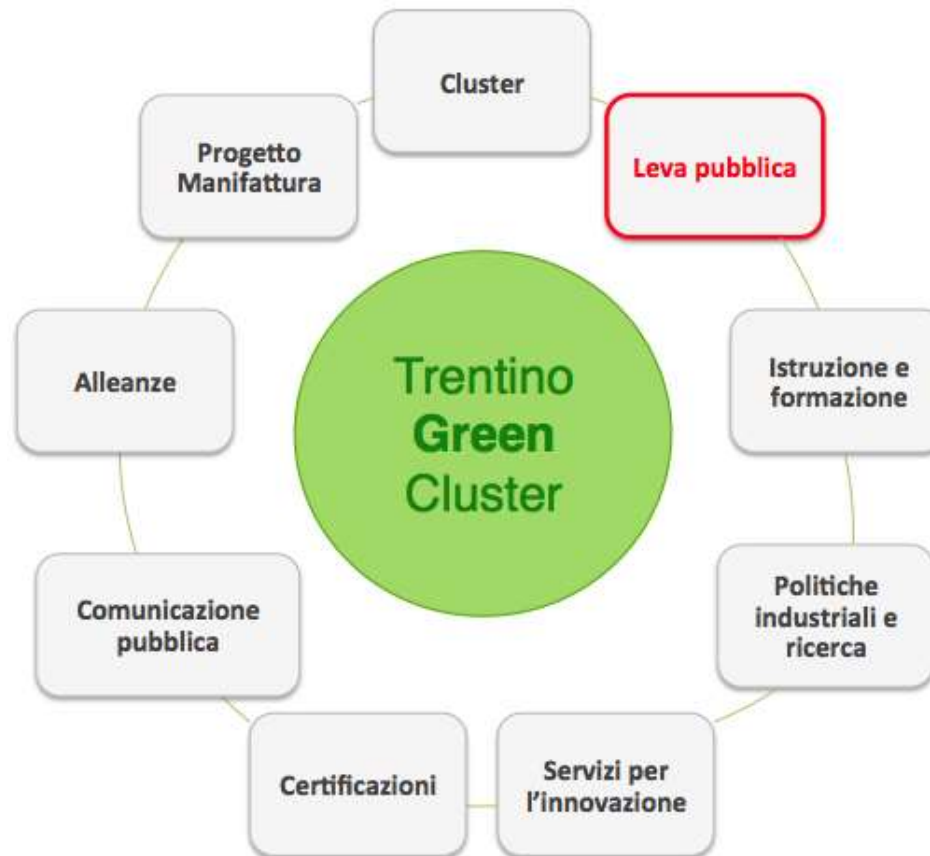 Cluster
Leva pubblica
Istruzione e
formazione
Politiche
industriali e
ricerca
Servizi per
l’innovazione
Certificazioni
Comunicazione
pubblica
Alleanze
Progetto
Manifattura
Trentino
Green
Cluster